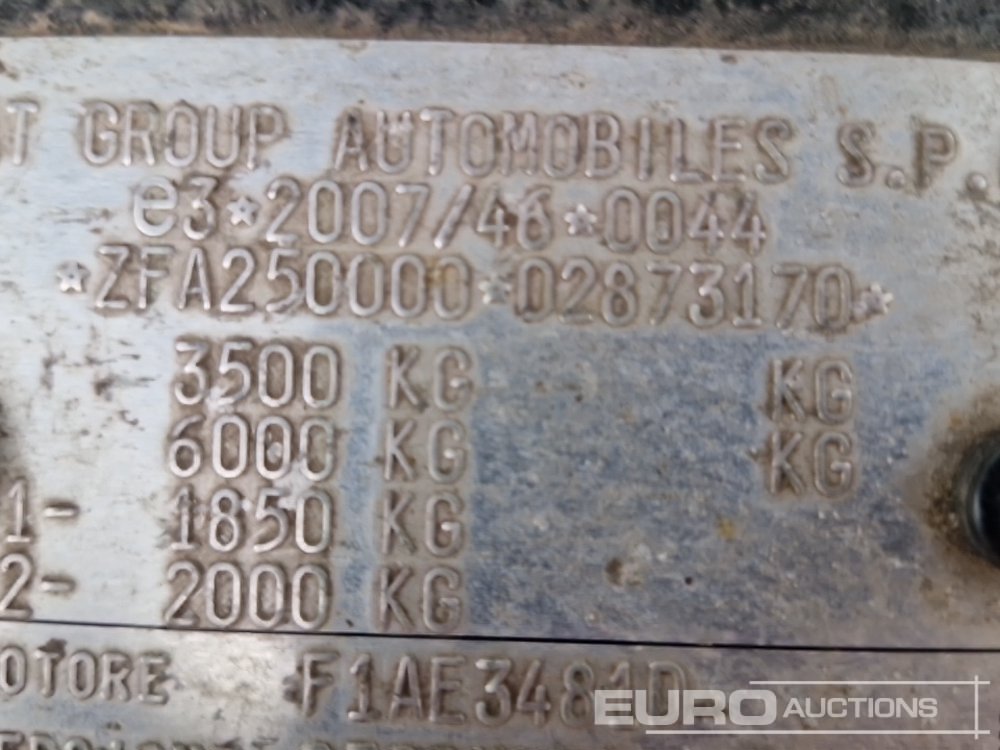 T GROUP AUTOMOBILES S.P.
e3*2007/46*0044
*ZFA250000*02873170*
3500 KG KG
6000 KG KG
1- 1850 KG
2- 2000 KG
OTORE F1AE3481D
EURO AUCTIONS